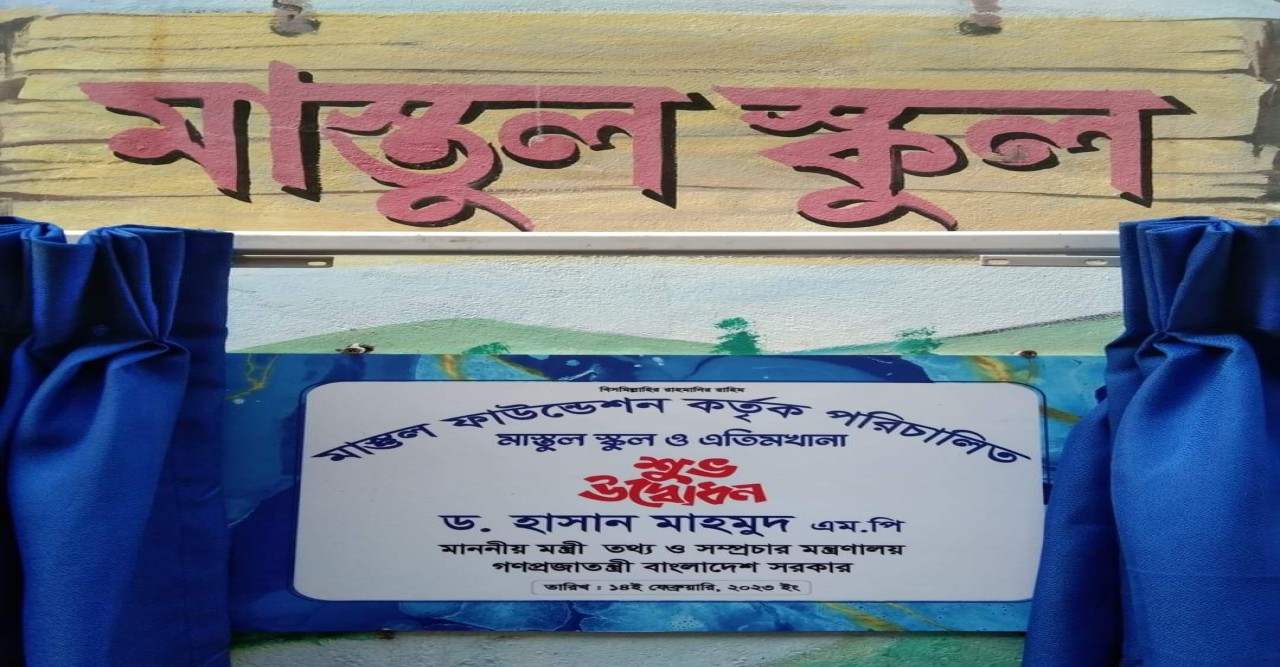 মাস্তুল স্কুল
বিসমিল্লাহির রাহমানির রাহিম
মাস্তুল ফাউন্ডেশন কর্তৃক পরিচালিত
মাস্তুল স্কুল ও এতিমখানা
শুভ
উদ্বোধন
ড. হাসান মাহমুদ এম.পি
মাননীয় মন্ত্রী তথ্য ও সম্প্রচার মন্ত্রণালয়
গণপ্রজাতন্ত্রী বাংলাদেশ সরকার
তারিখ : ১৪ই ফেব্রুয়ারি, ২০২৩ ইং